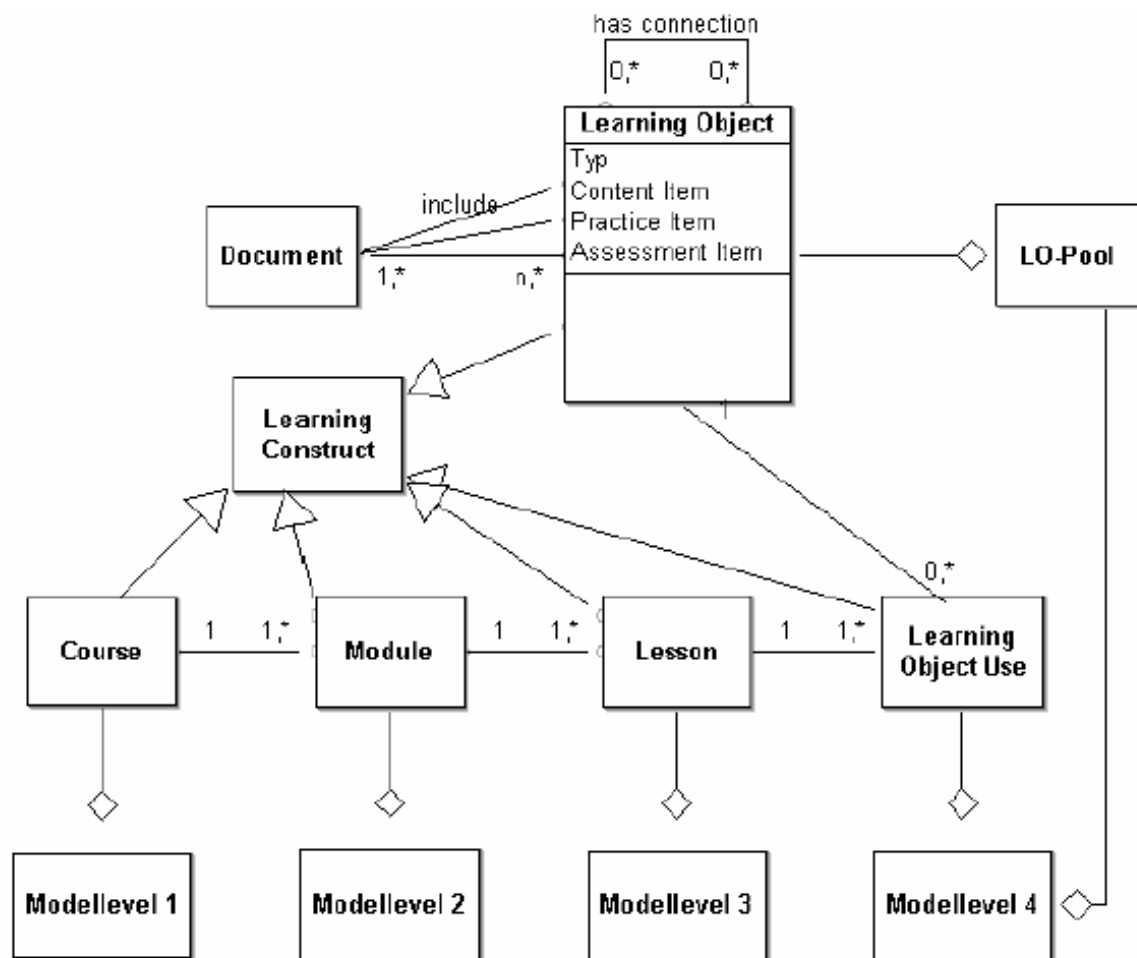 has connection
0,* 0,*
Learning Object
Typ
Content Item
Practice Item
Assessment Item
include
Document
1,* n,*
LO-Pool
Learning
Construct
1
0,*
Course
1 1,*
Module
1 1,*
Lesson
1 1,*
Learning
Object Use
Modellevel 1
Modellevel 2
Modellevel 3
Modellevel 4